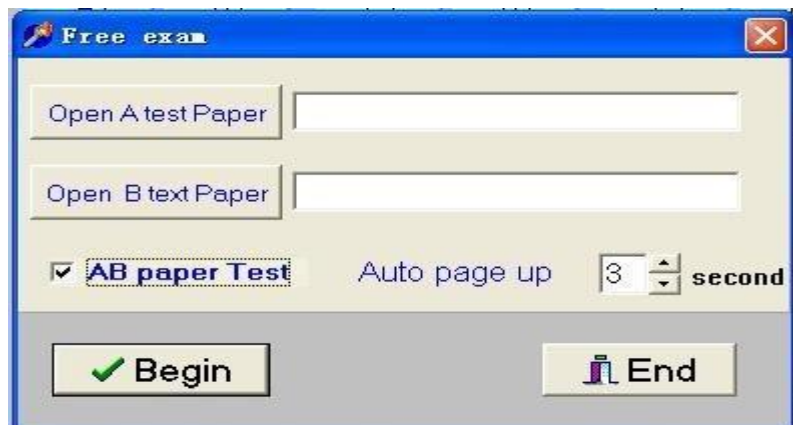 Free exam
Open A test Paper
Open B text Paper
AB paper Test Auto page up 3 second
Begin End